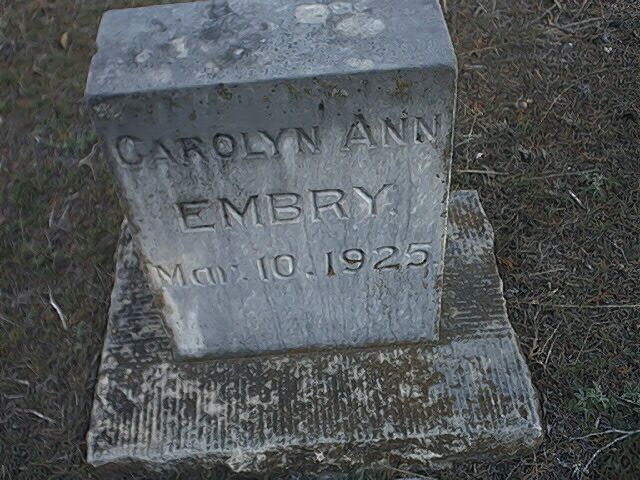 CAROLYN ANN
EMBRY.
Mar. 10. 1925